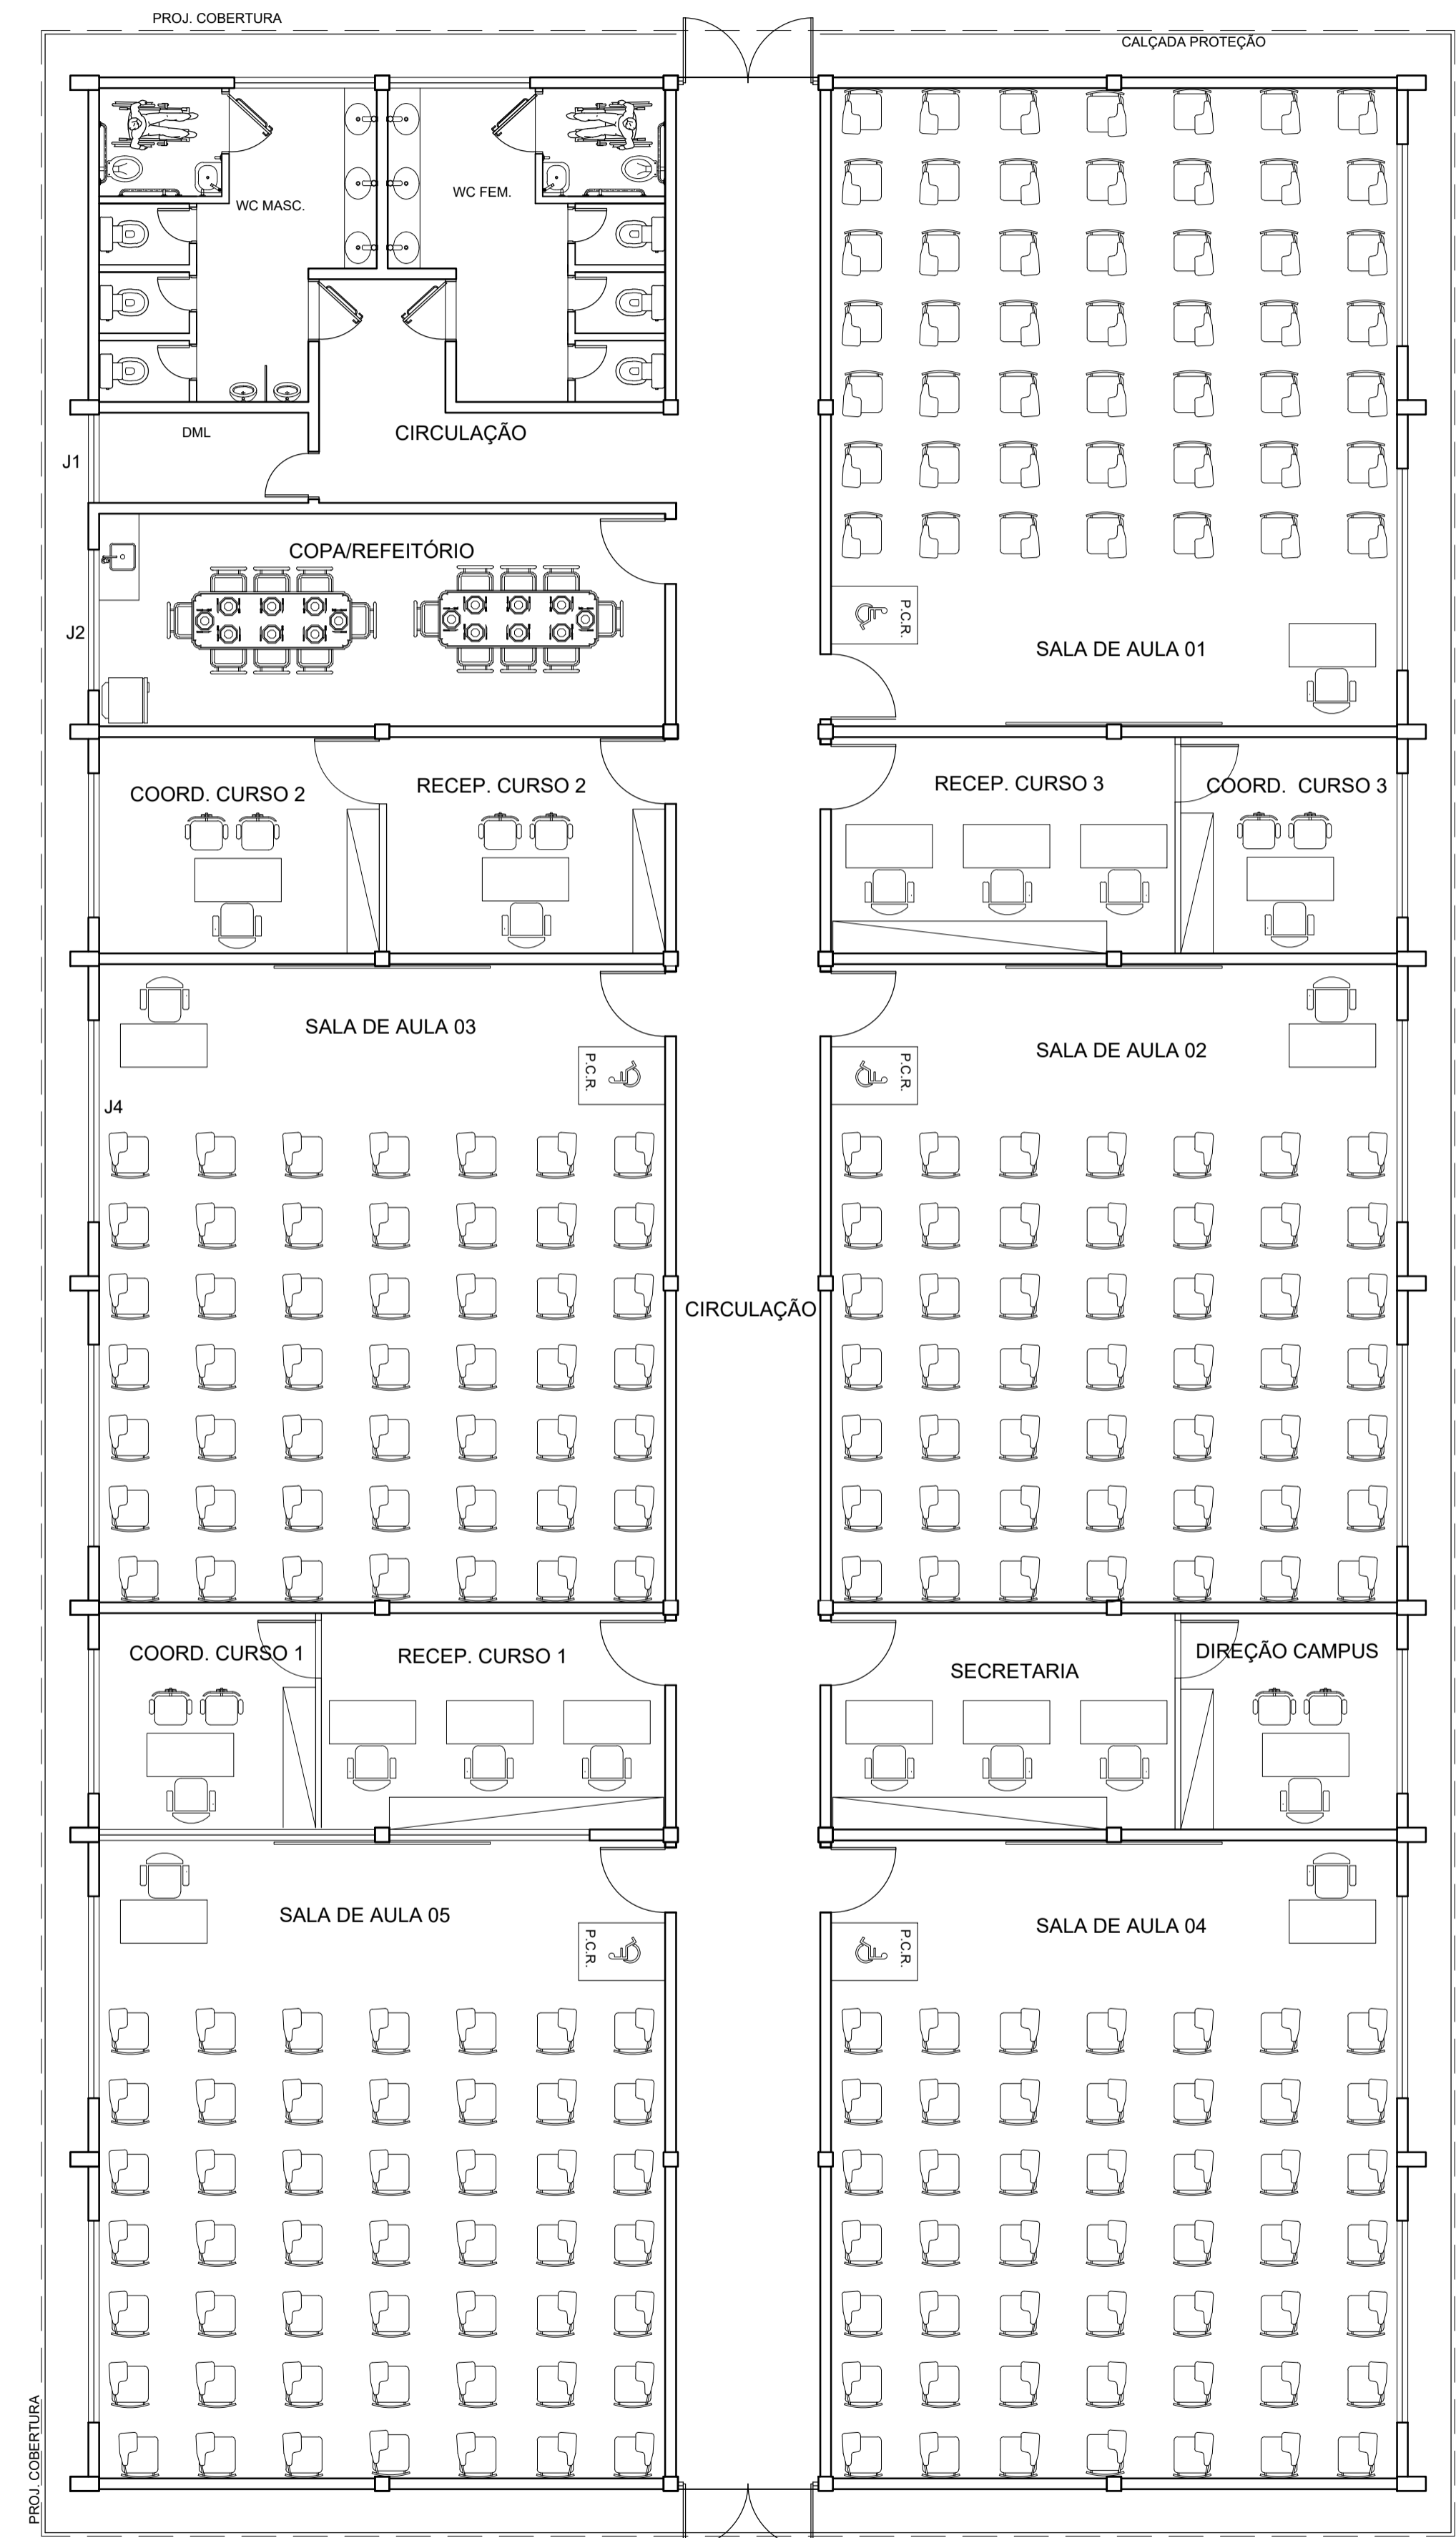 PROJ. COBERTURA
CALÇADA PROTEÇÃO
WC MASC.
WC FEM.
DML
CIRCULAÇÃO
J1
COPA/REFEITÓRIO
J2
P.C.R.
SALA DE AULA 01
COORD. CURSO 2
RECEP. CURSO 2
RECEP. CURSO 3
COORD. CURSO 3
SALA DE AULA 03
P.C.R.
J4
P.C.R.
SALA DE AULA 02
CIRCULAÇÃO
COORD. CURSO 1
RECEP. CURSO 1
SECRETARIA
DIREÇÃO CAMPUS
SALA DE AULA 05
P.C.R.
P.C.R.
SALA DE AULA 04
PROJ. COBERTURA